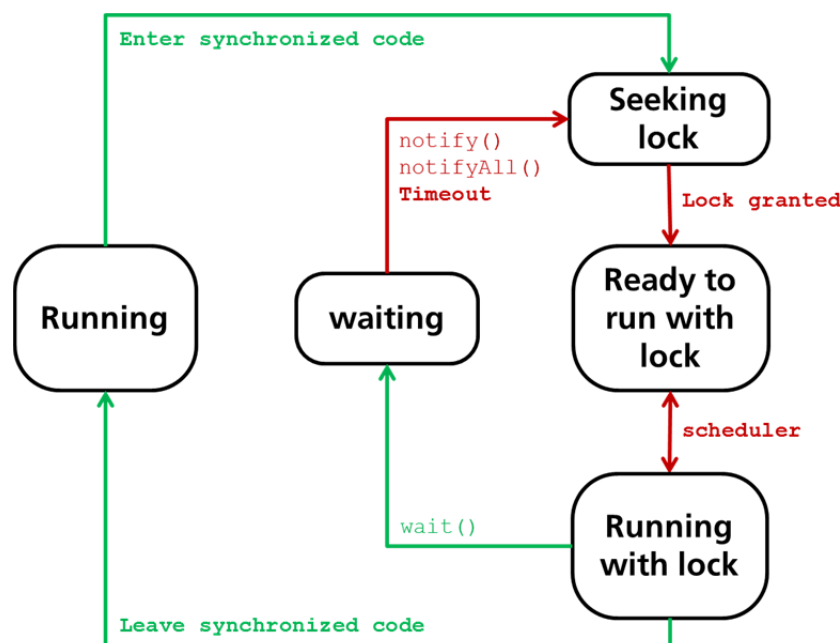 Enter synchronized code
Seeking
lock
notify()
notifyAll()
Timeout
Lock granted
Running
waiting
Ready to
run with
lock
scheduler
wait()
Running
with lock
Leave synchronized code